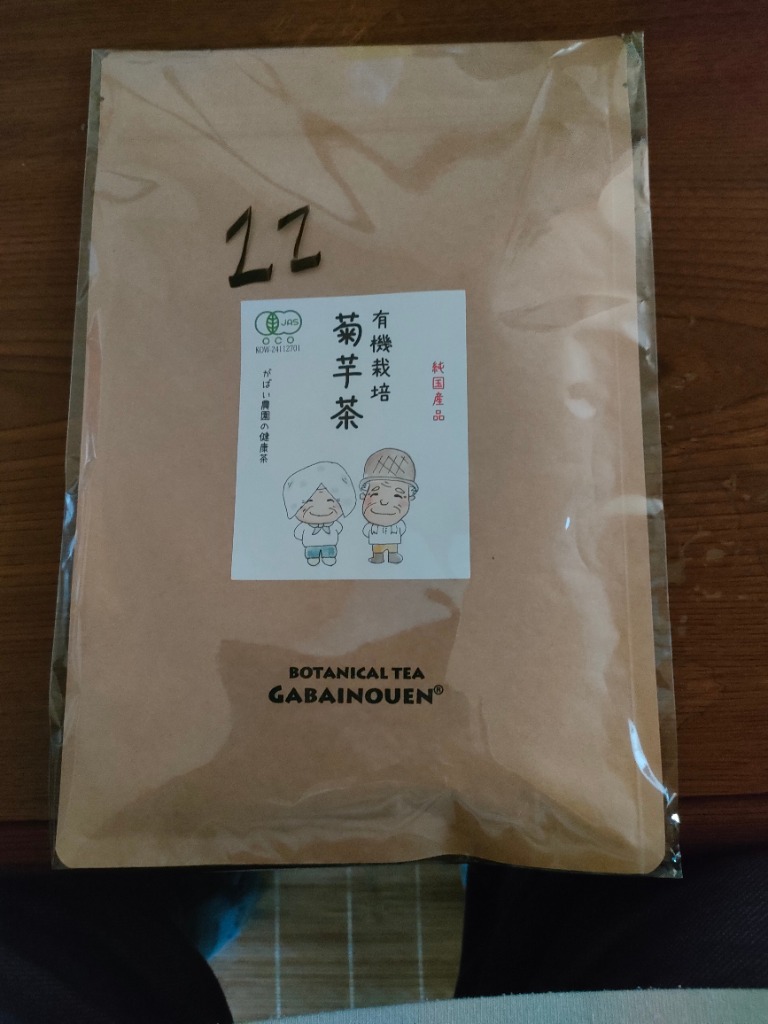 11
JAS
OCO
KOW-24112701
純国産品
有機栽培
菊芋茶
がばい農園の健康茶
BOTANICAL TEA
GABAINOUEN®